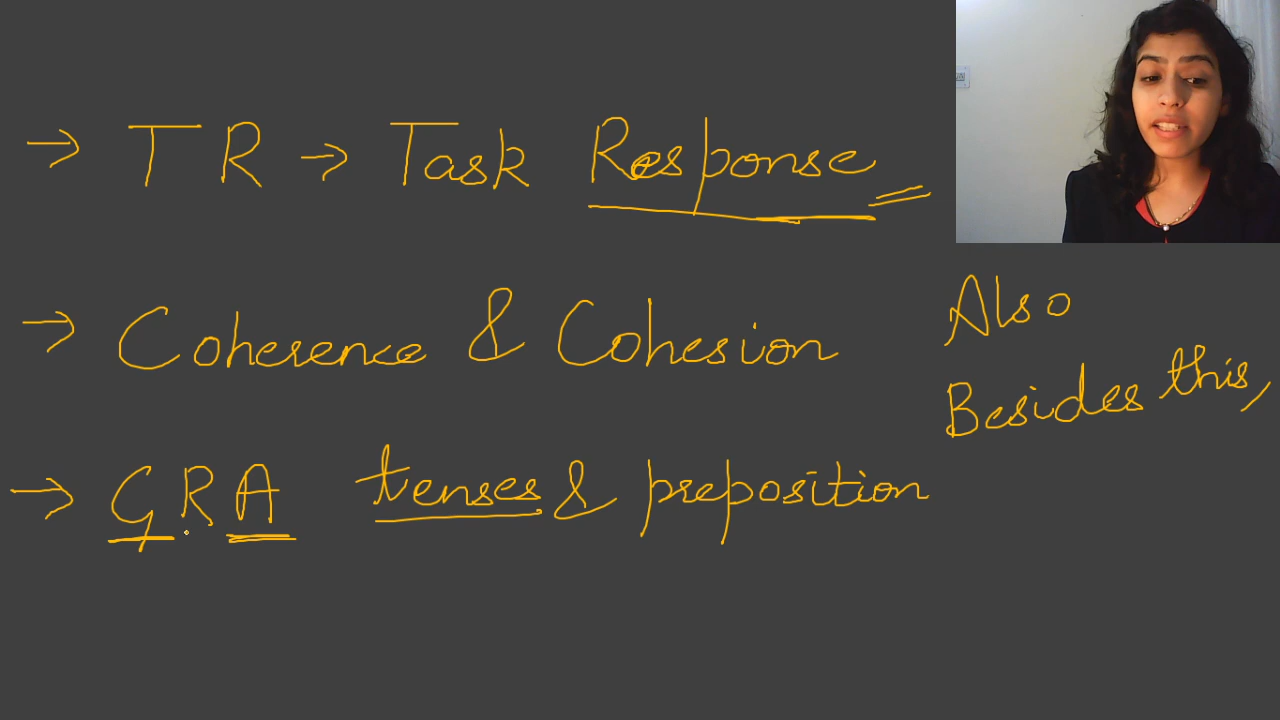 → TR → Task Response
→ Coherence & Cohesion
Also
Besides this,
→ GRA tenses & preposition